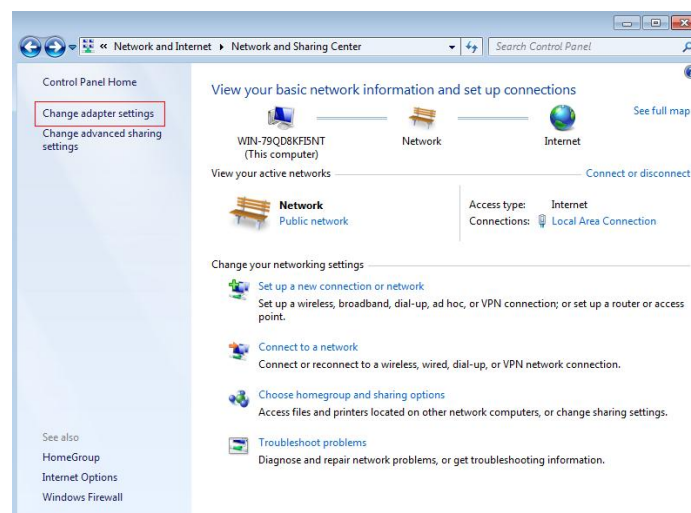 « Network and Internet ▸ Network and Sharing Center
Search Control Panel
Control Panel Home
Change adapter settings
Change advanced sharing
settings
View your basic network information and set up connections
See full map
WIN-79QD8KFI5NT
(This computer)
Network
Internet
View your active networks
Connect or disconnect
Network
Public network
Access type: Internet
Connections: Local Area Connection
Change your networking settings
Set up a new connection or network
Set up a wireless, broadband, dial-up, ad hoc, or VPN connection; or set up a router or access
point.
Connect to a network
Connect or reconnect to a wireless, wired, dial-up, or VPN network connection.
Choose homegroup and sharing options
Access files and printers located on other network computers, or change sharing settings.
Troubleshoot problems
Diagnose and repair network problems, or get troubleshooting information.
See also
HomeGroup
Internet Options
Windows Firewall